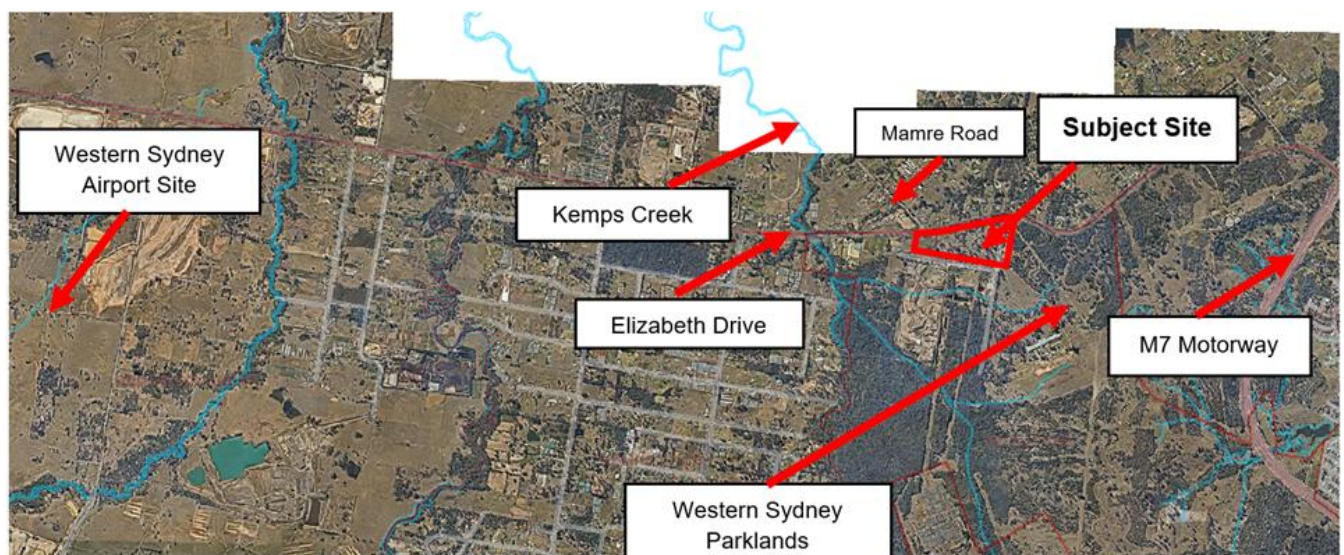 Western Sydney
Airport Site
Kemps Creek
Elizabeth Drive
Mamre Road
Subject Site
M7 Motorway
Western Sydney
Parklands